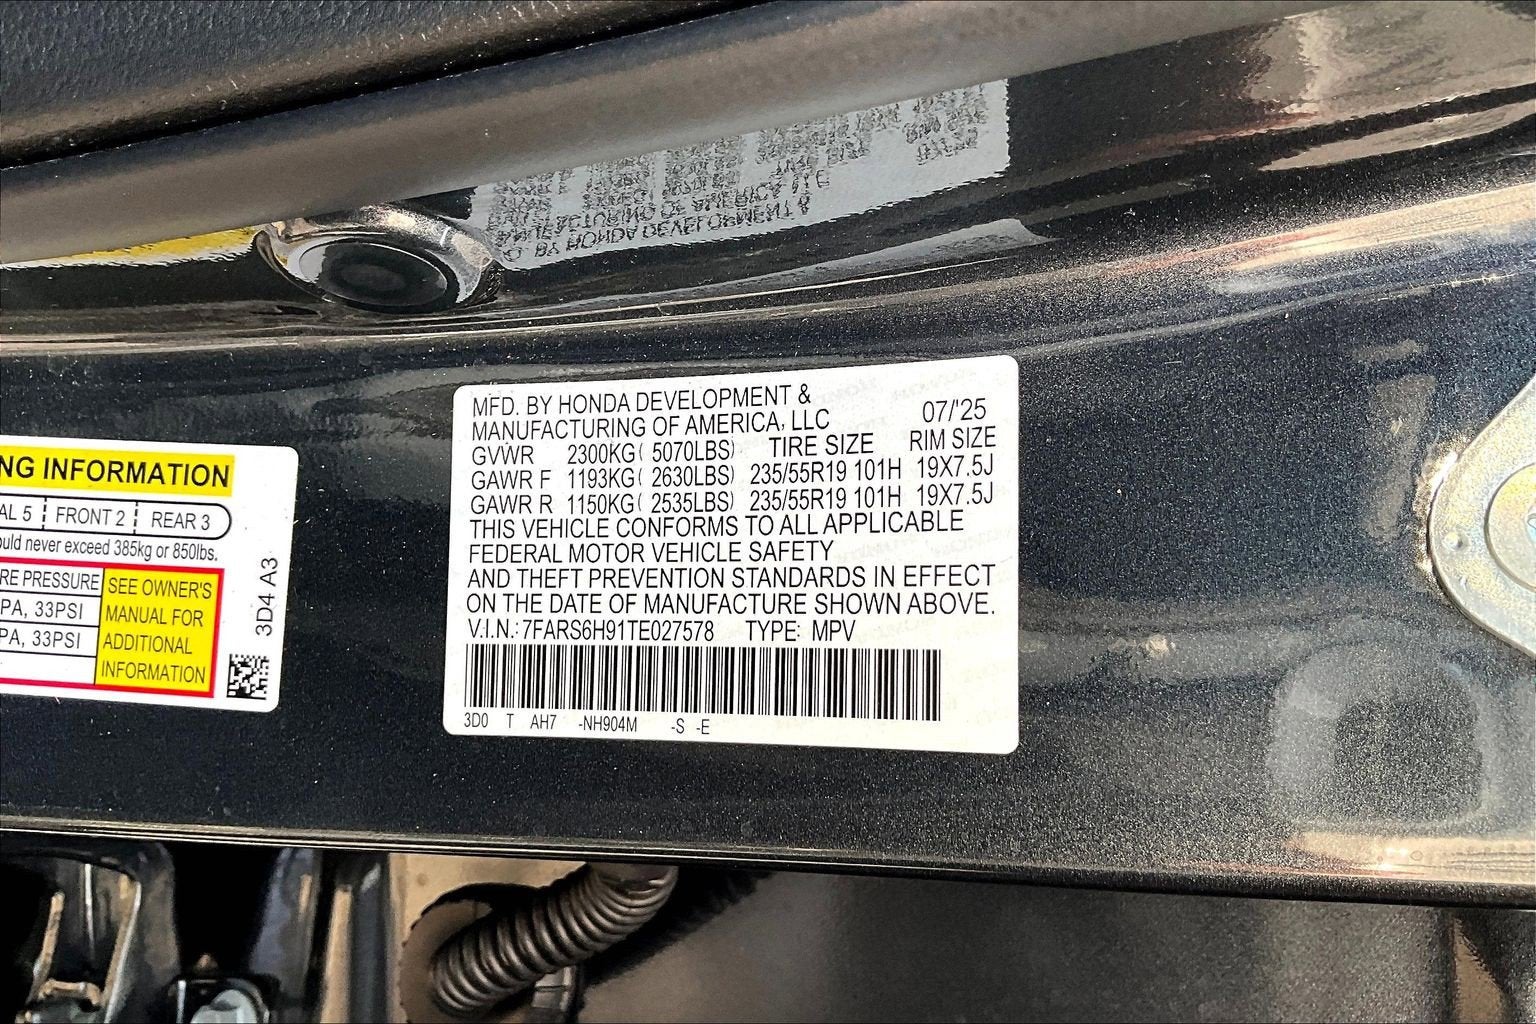 NG INFORMATION
AL 5 FRONT 2 REAR 3
uld never exceed 385kg or 850lbs.
RE PRESSURE
PA, 33PSI
PA, 33PSI
SEE OWNER'S
MANUAL FOR
ADDITIONAL
INFORMATION
3D4 A3
MFD. BY HONDA DEVELOPMENT &
MANUFACTURING OF AMERICA, LLC 07/'25
GVWR 2300KG( 5070LBS) TIRE SIZE RIM SIZE
GAWR F 1193KG( 2630LBS) 235/55R19 101H 19X7.5J
GAWR R 1150KG( 2535LBS) 235/55R19 101H 19X7.5J
THIS VEHICLE CONFORMS TO ALL APPLICABLE
FEDERAL MOTOR VEHICLE SAFETY
AND THEFT PREVENTION STANDARDS IN EFFECT
ON THE DATE OF MANUFACTURE SHOWN ABOVE.
V.I.N.: 7FARS6H91TE027578 TYPE: MPV
3D0 T AH7 -NH904M -S -E